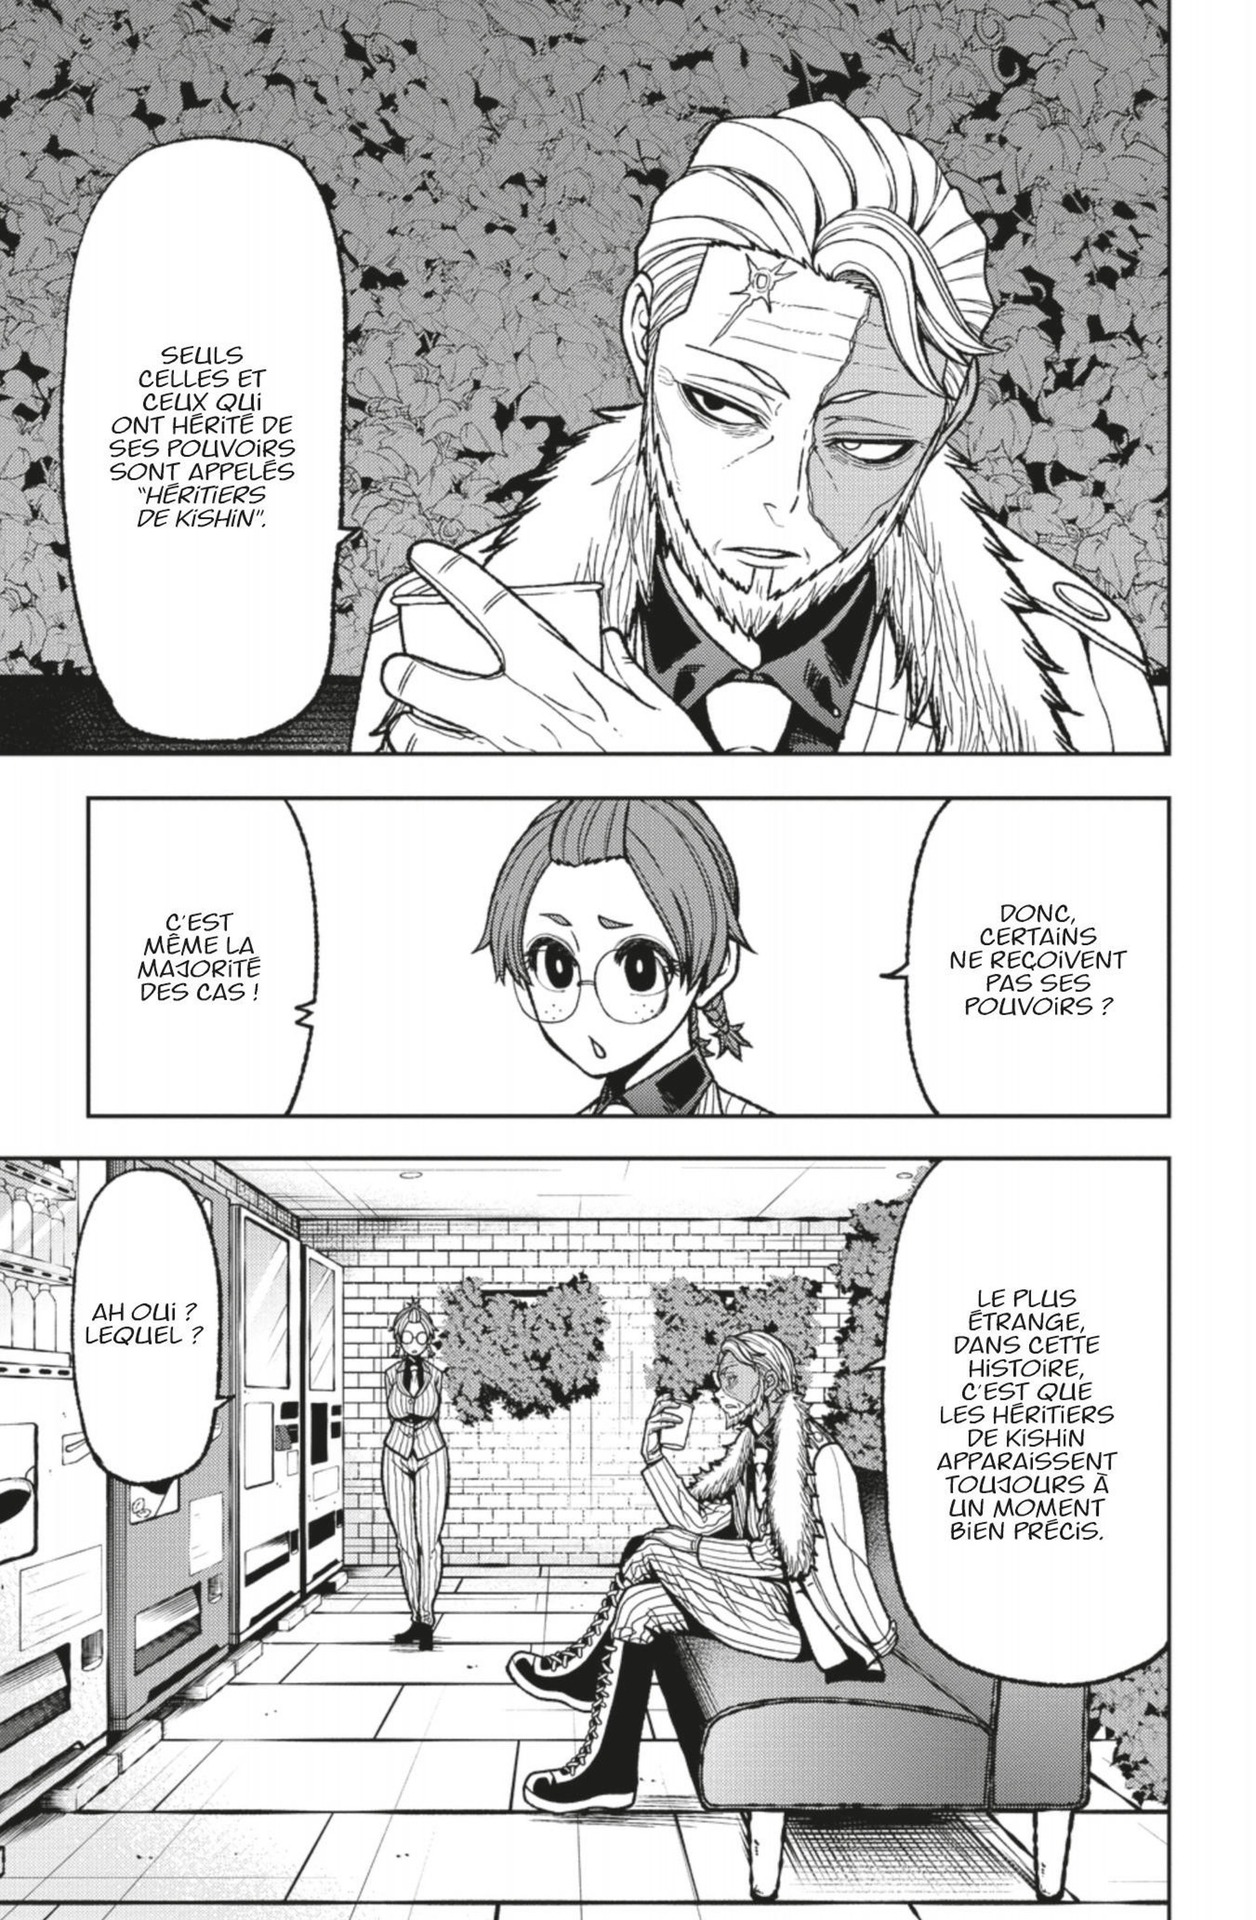 SEULS
CELLES ET
CEUX QUI
ONT HÉRITÉ DE
SES POUVOIRS
SONT APPELÉS
"HÉRITIERS
DE KISHIN".
DONC,
CERTAINS
NE REÇOIVENT
PAS SES
POUVOIRS ?
C'EST
MÊME LA
MAJORITÉ
DES CAS !
LE PLUS
ÉTRANGE,
DANS CETTE
HISTOIRE,
C'EST QUE
LES HÉRITIERS
DE KISHIN
APPARAISSENT
TOUJOURS À
UN MOMENT
BIEN PRÉCIS.
AH OUI ?
LEQUEL ?